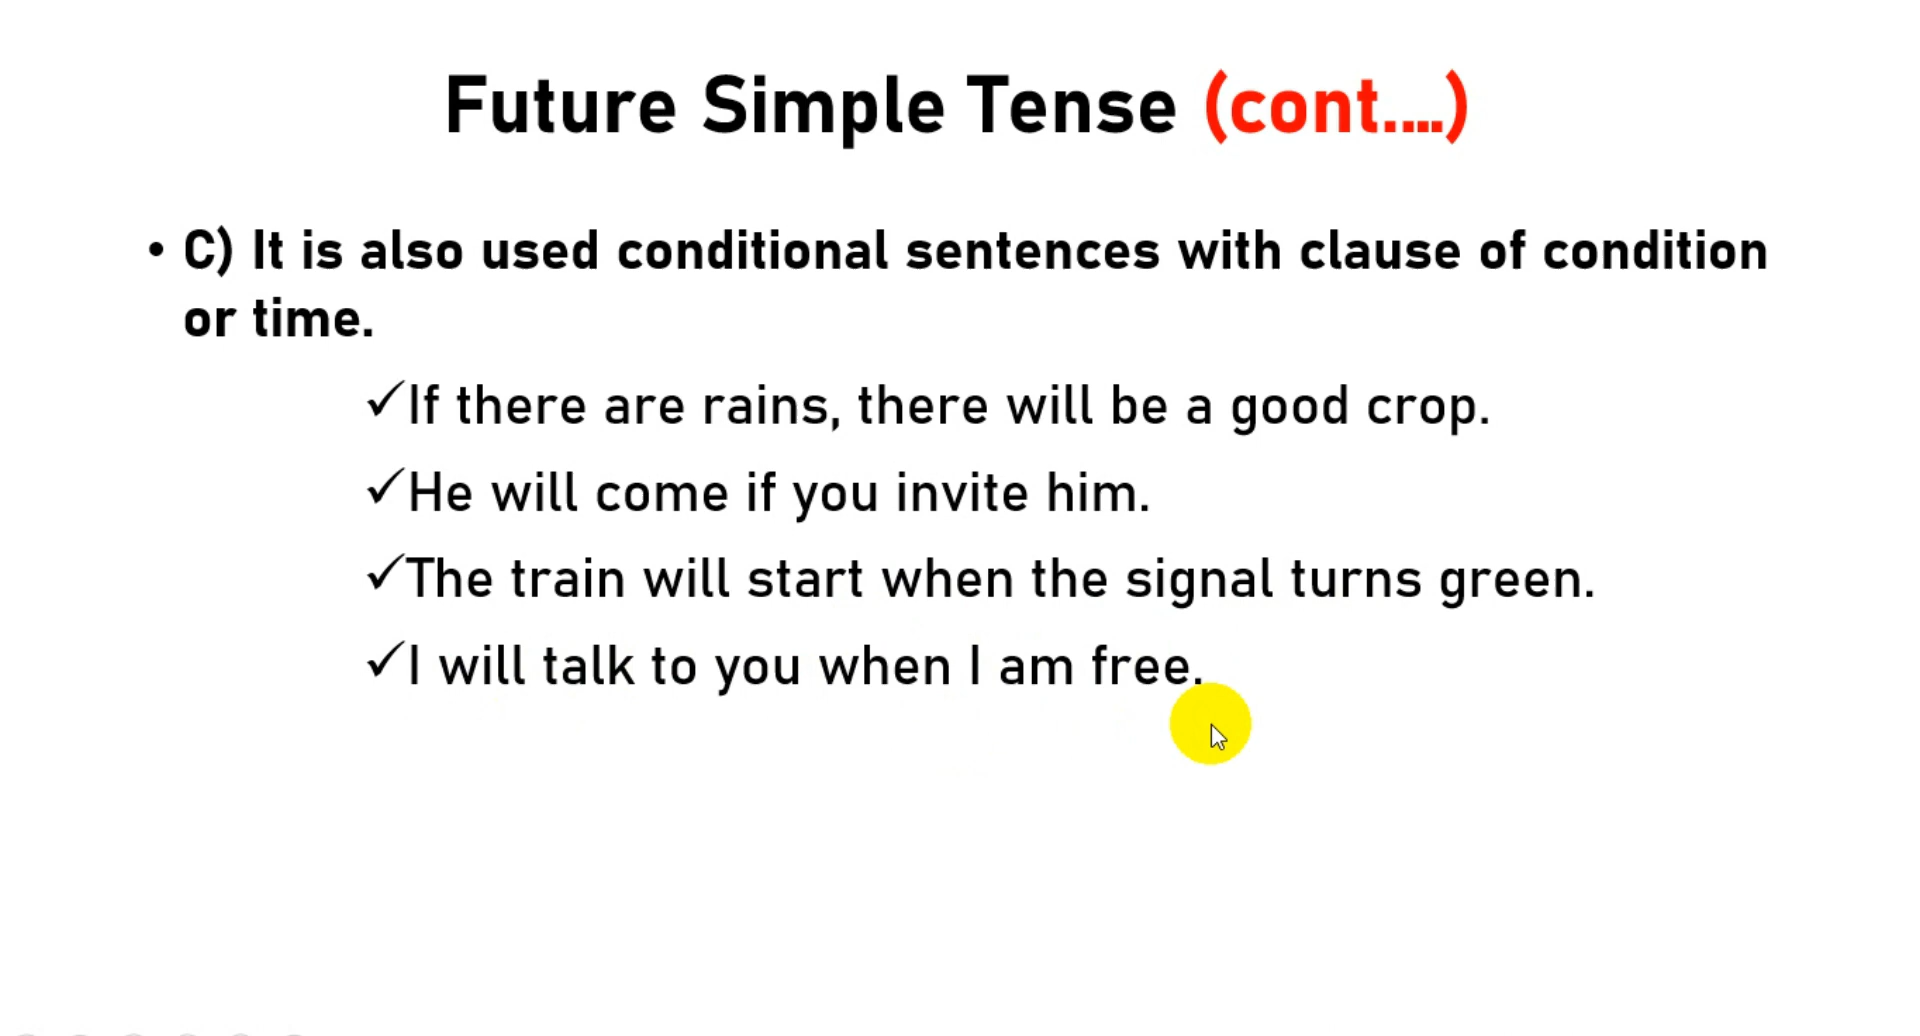 Future Simple Tense (cont....)
• C) It is also used conditional sentences with clause of condition
or time.
✓If there are rains, there will be a good crop.
✓He will come if you invite him.
✓The train will start when the signal turns green.
✓I will talk to you when I am free.